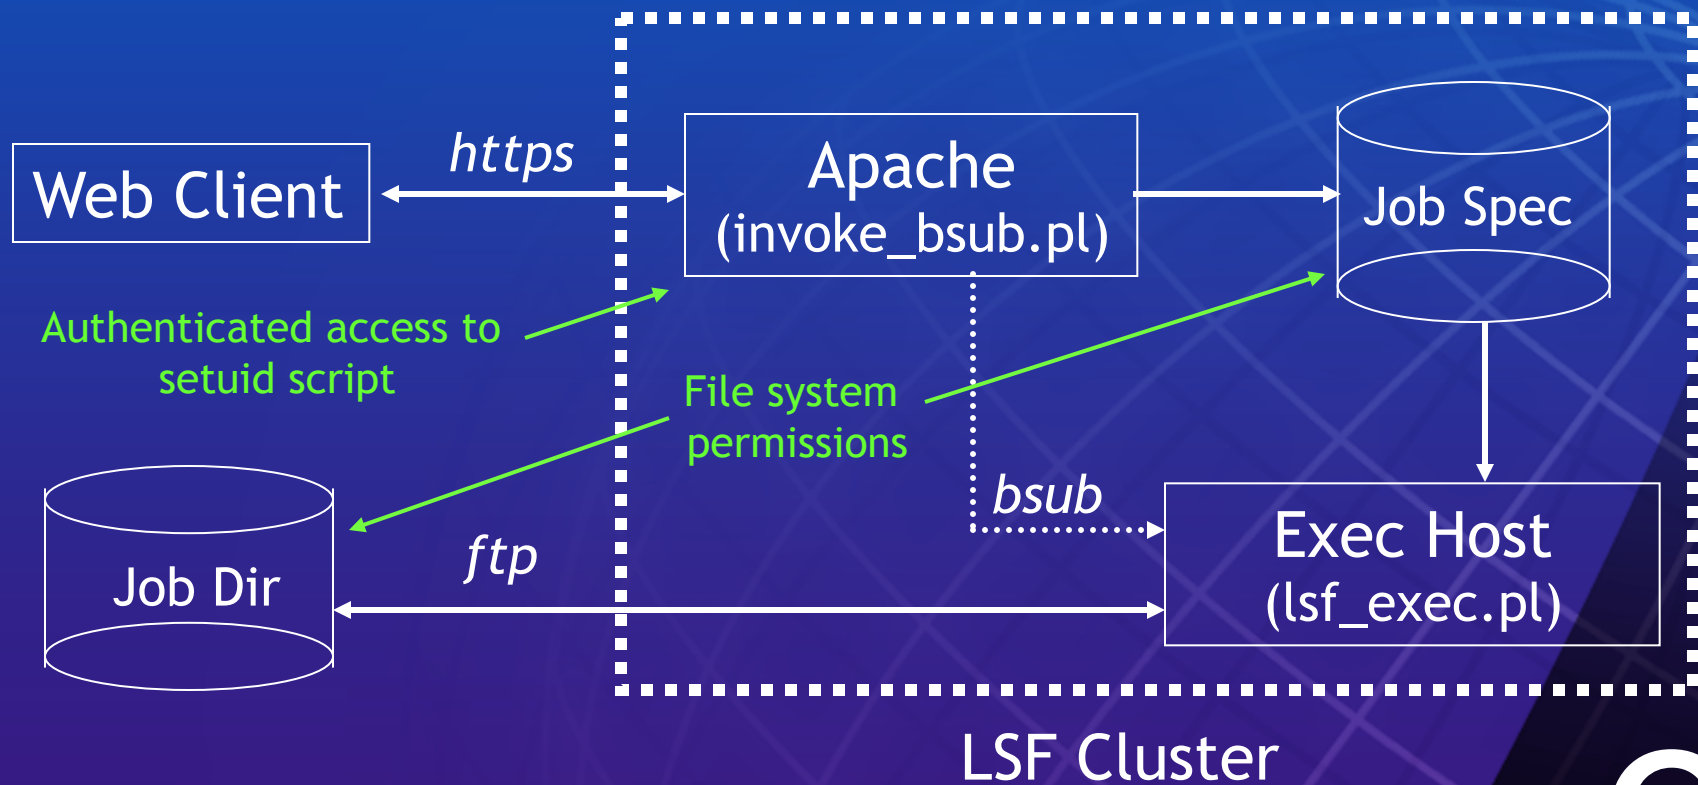 https
Web Client
Apache
(invoke_bsub.pl)
Job Spec
Authenticated access to
setuid script
File system
permissions
bsub
ftp
Job Dir
Exec Host
(lsf_exec.pl)
LSF Cluster